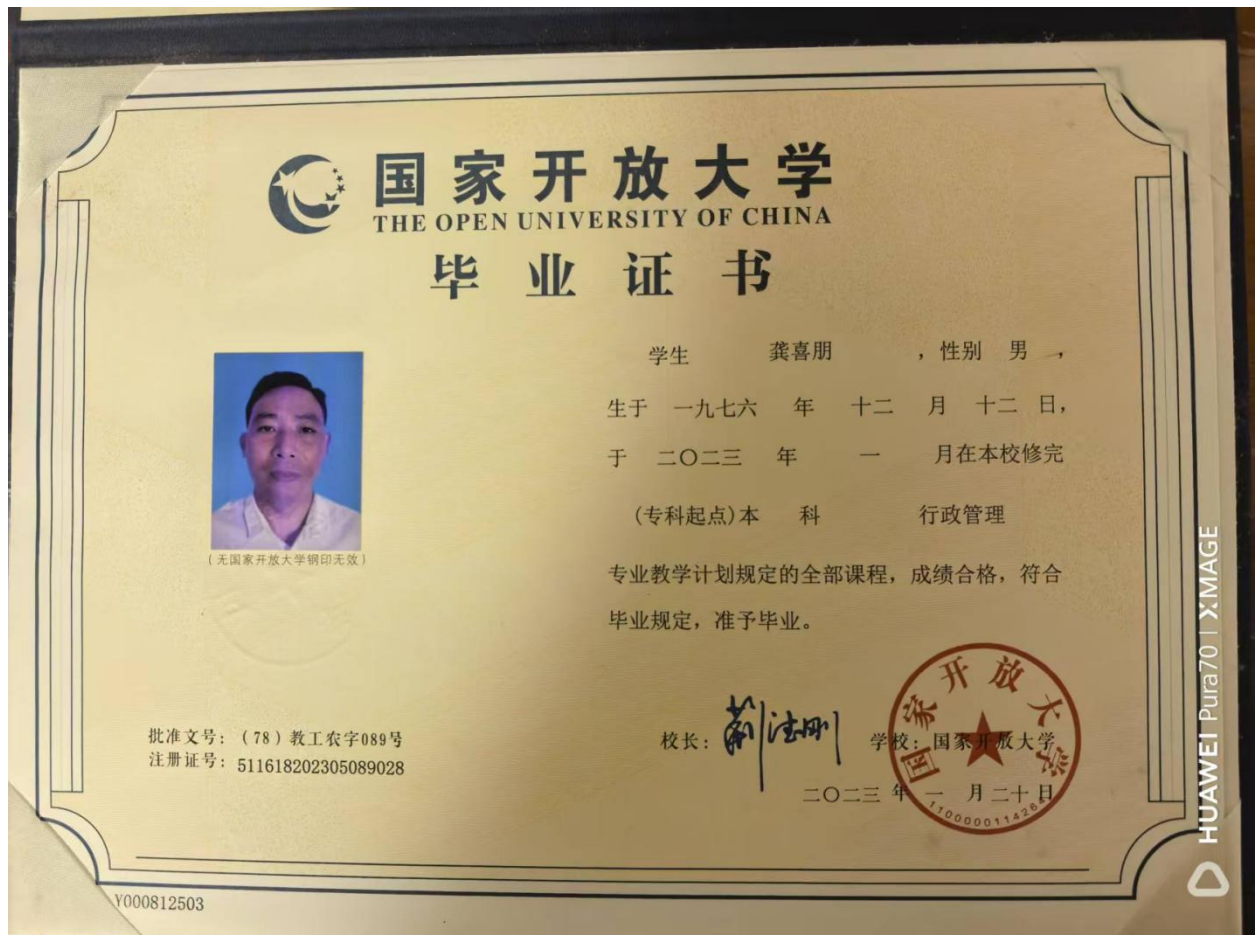 国家开放大学
THE OPEN UNIVERSITY OF CHINA
毕业证书
学生 龚喜朋 ，性别 男 ，
生于 一九七六 年 十二 月 十二 日，
于 二〇二三 年 一 月在本校修完
(专科起点)本 科 行政管理
专业教学计划规定的全部课程，成绩合格，符合
毕业规定，准予毕业。
(无国家开放大学钢印无效)
批准文号：(78)教工农字089号
注册证号：511618202305089028
校长： 荆德刚 学校：国家开放大学
二〇二三 年 一 月二十日
国家开放大学
Y000812503
HUAWEI Pura70 | XMAGE